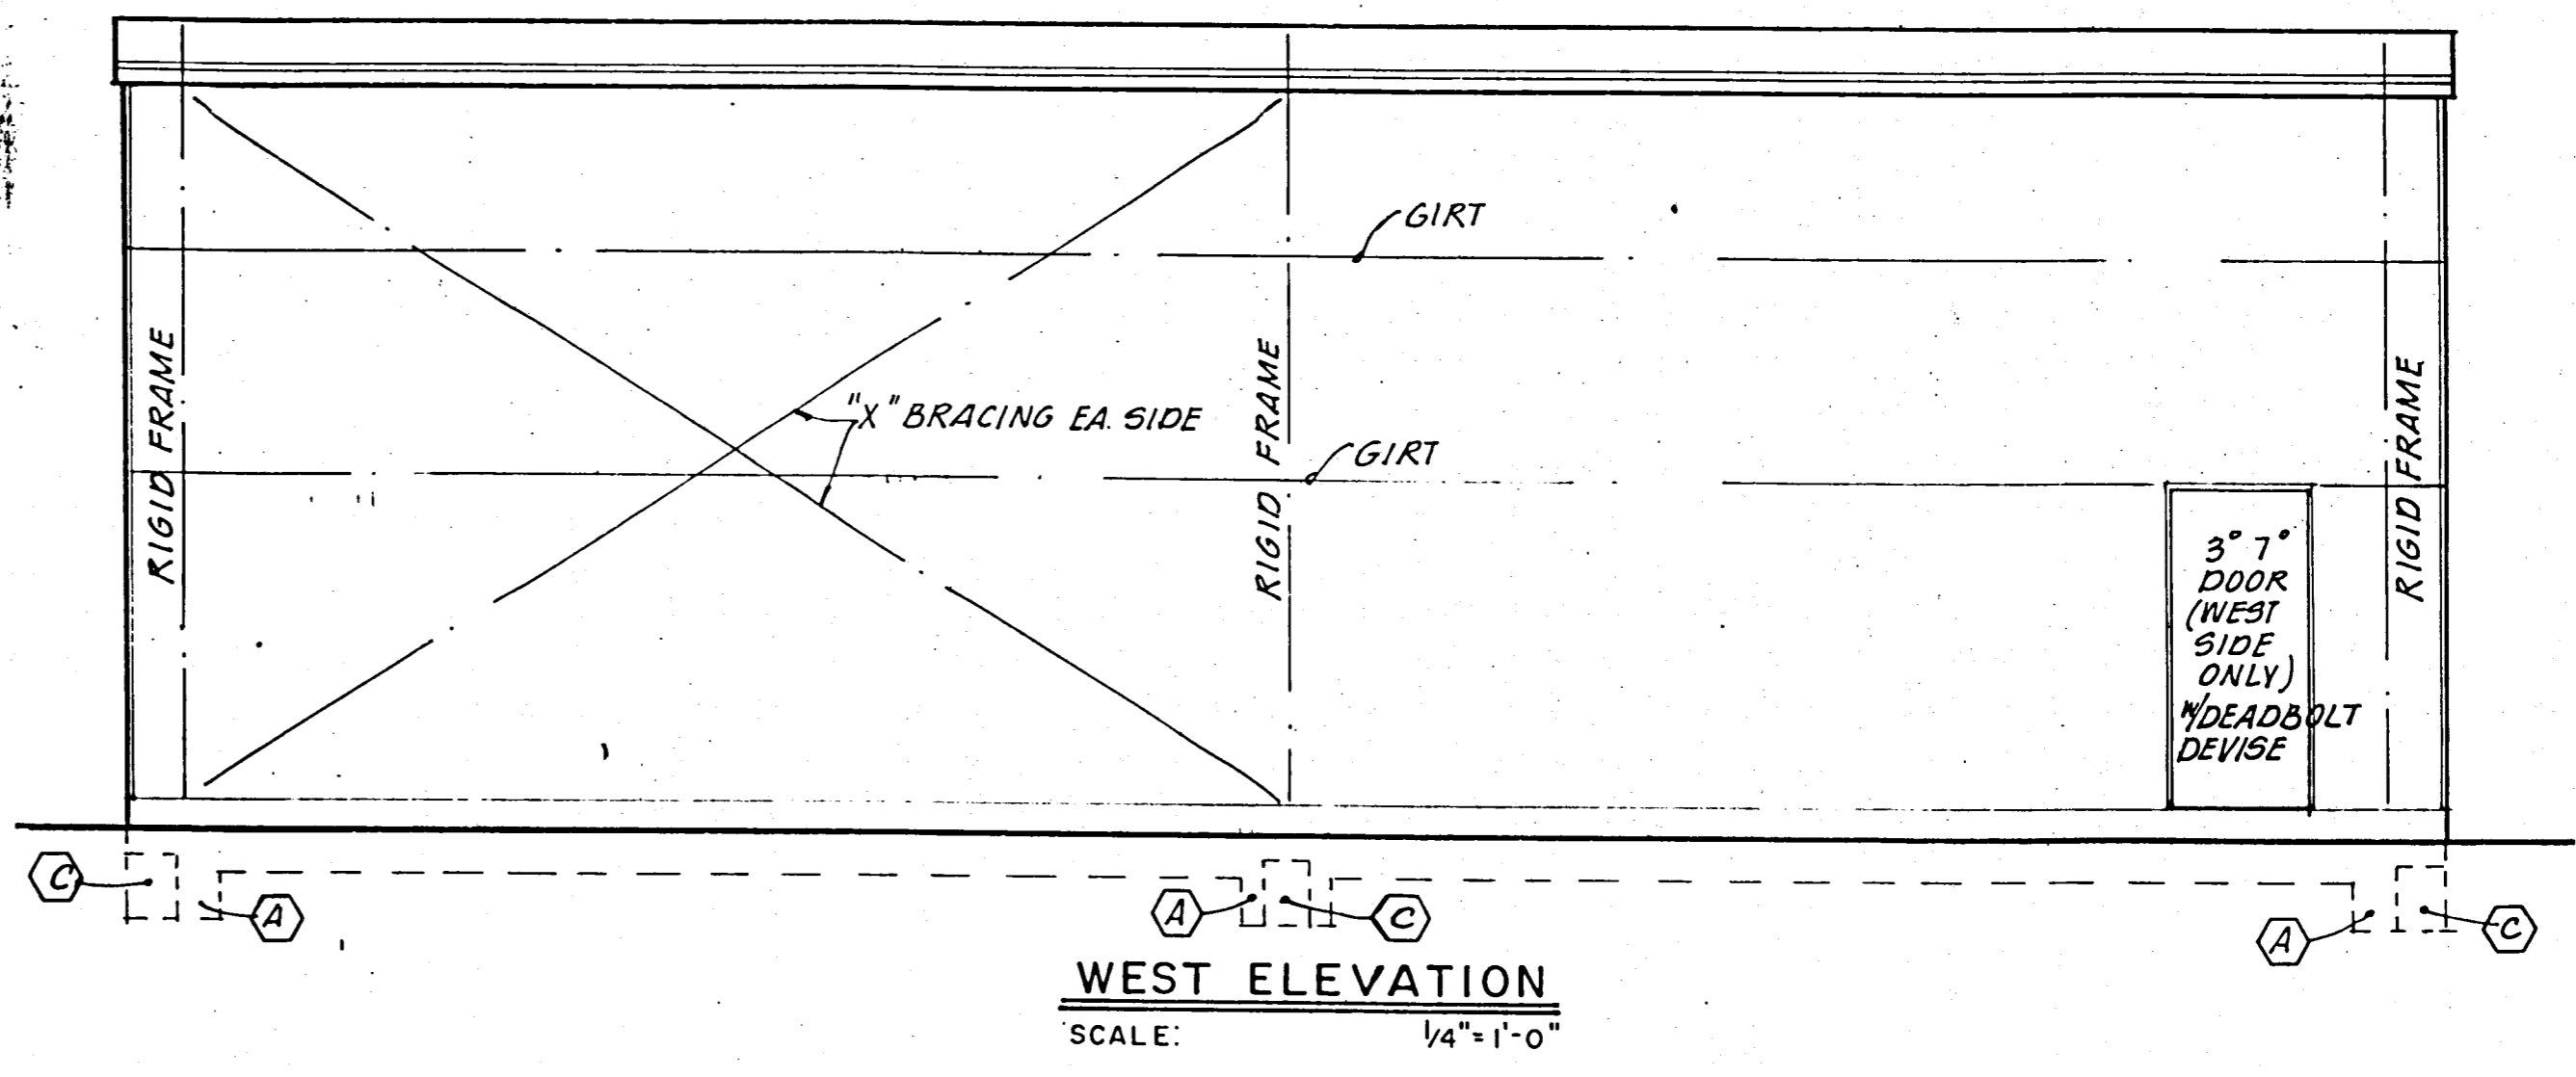 GIRT
RIGID FRAME
RIGID FRAME
RIGID FRAME
"X" BRACING EA. SIDE
GIRT
3° 7°
DOOR
(WEST
SIDE
ONLY)
W/DEADBOLT
DEVISE
C
A
A
C
A
C
WEST ELEVATION
SCALE: 1/4"=1'-0"